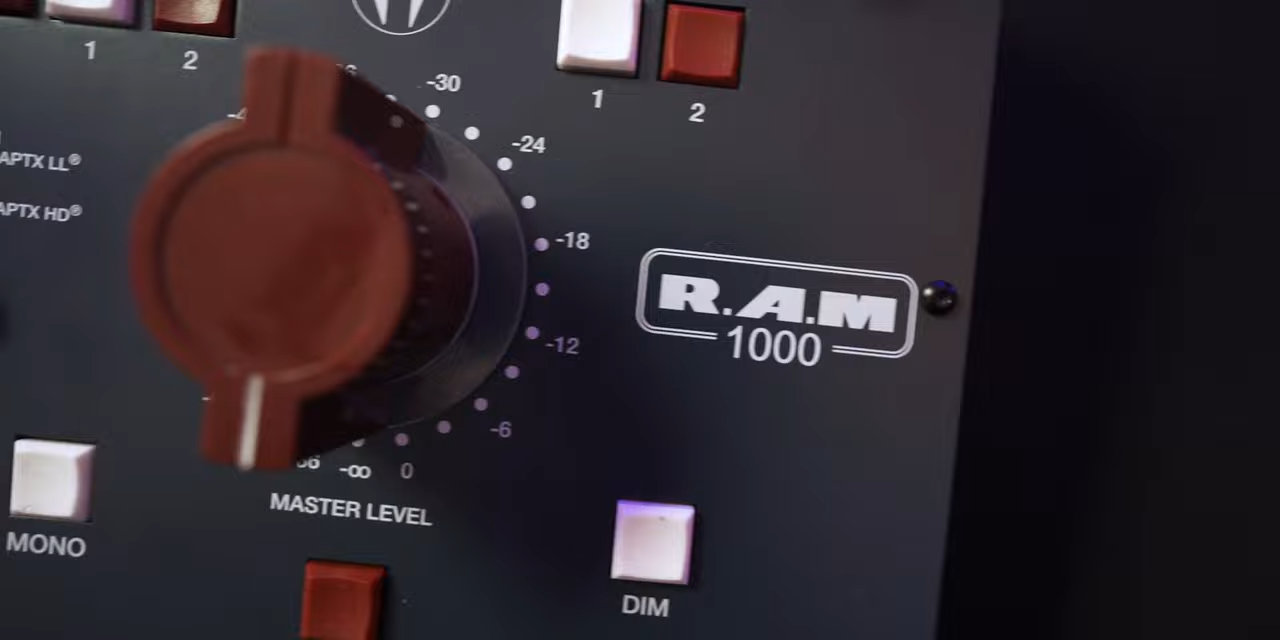 1
2
1
2
-30
-24
APTX LL®
APTX HD®
-18
R.A.M
1000
-12
-6
-∞
0
MASTER LEVEL
MONO
DIM